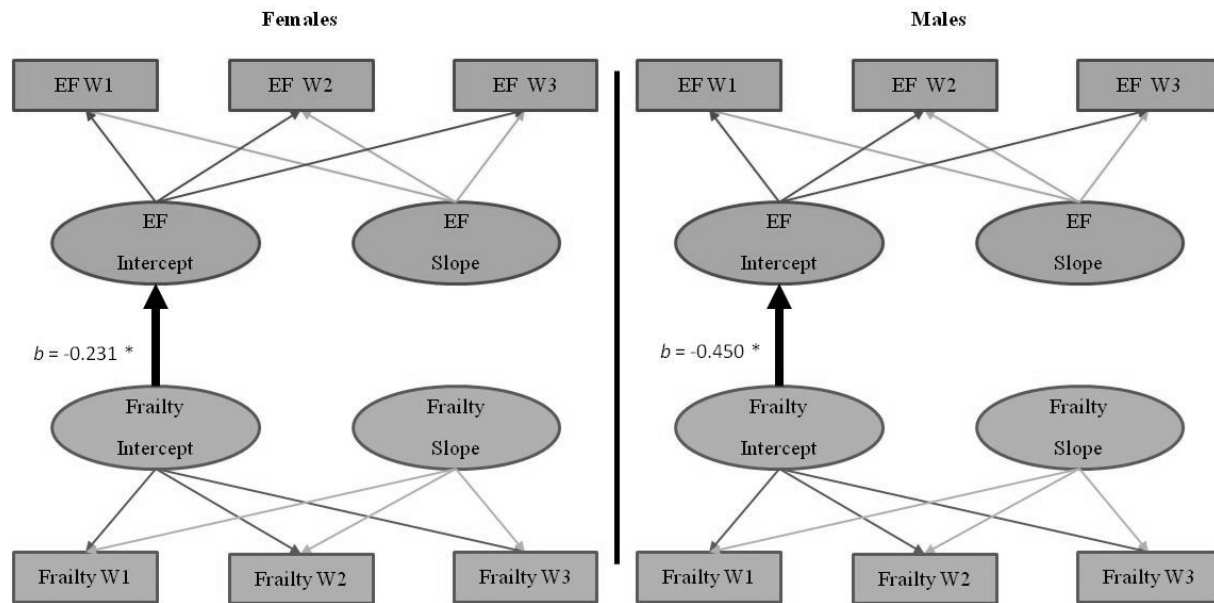 Females
EF W1
EF W2
EF W3
EF
Intercept
EF
Slope
b = -0.231 *
Frailty
Intercept
Frailty
Slope
Frailty W1
Frailty W2
Frailty W3
Males
EF W1
EF W2
EF W3
EF
Intercept
EF
Slope
b = -0.450 *
Frailty
Intercept
Frailty
Slope
Frailty W1
Frailty W2
Frailty W3